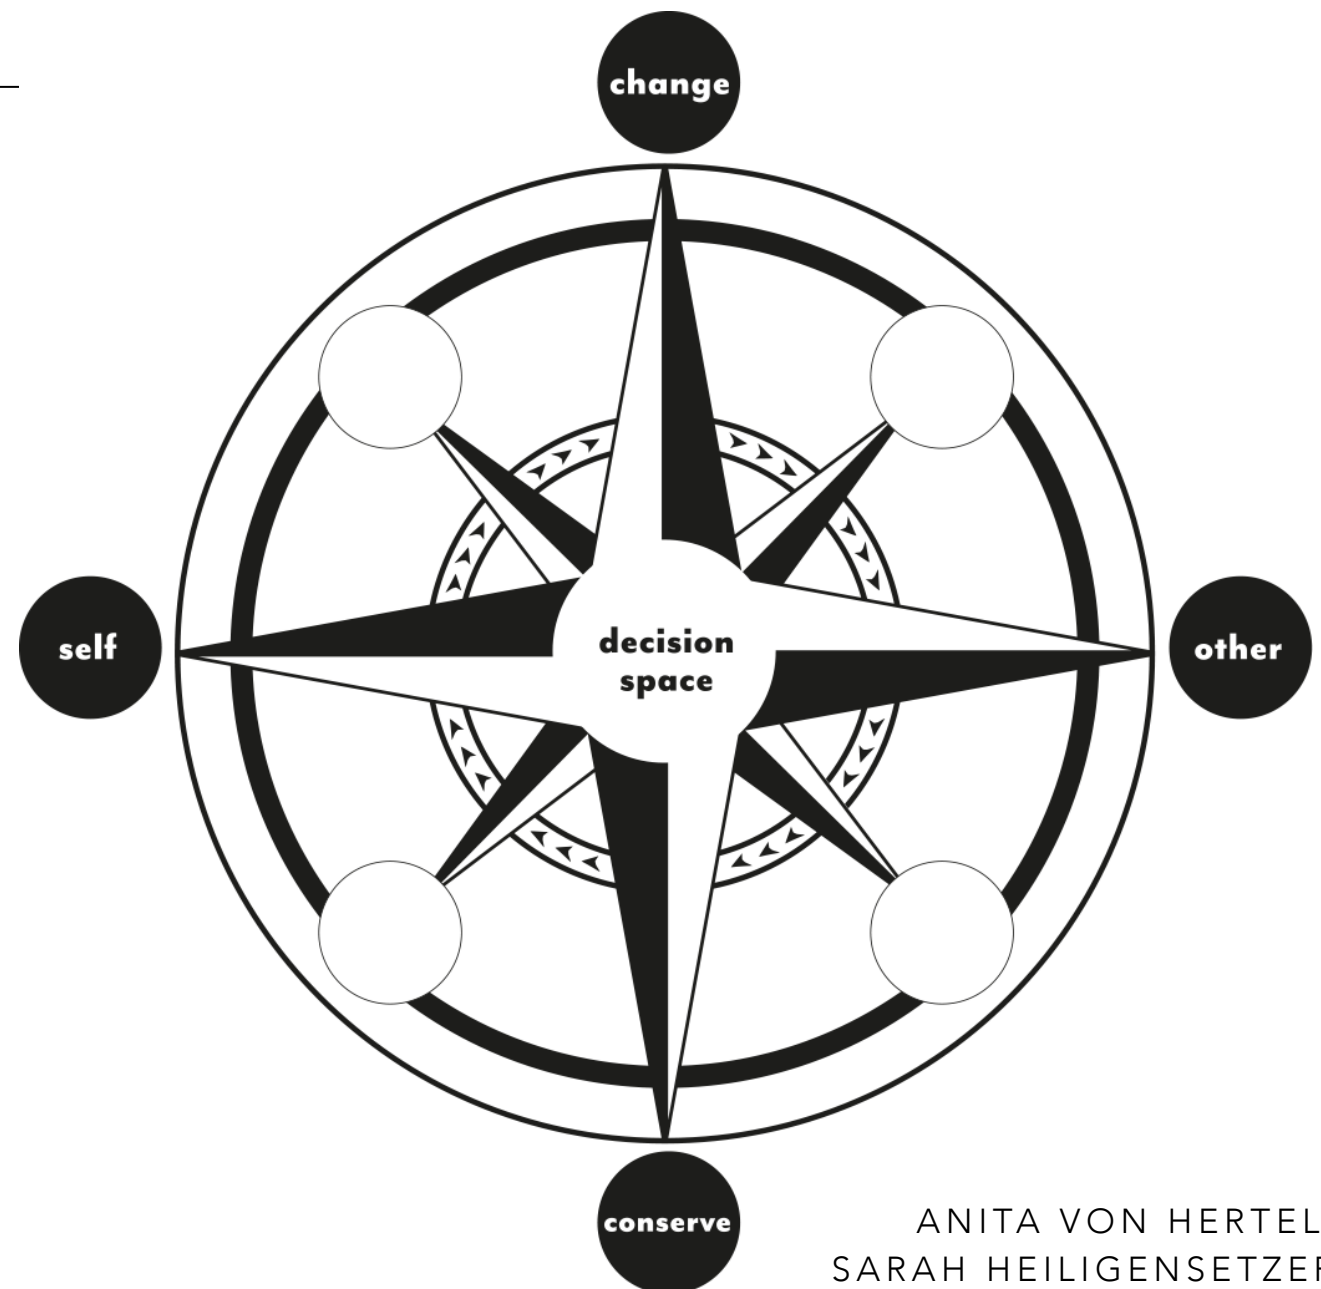 change
self
decision
space
other
conserve
ANITA VON HERTEL
SARAH HEILIGENSETZER